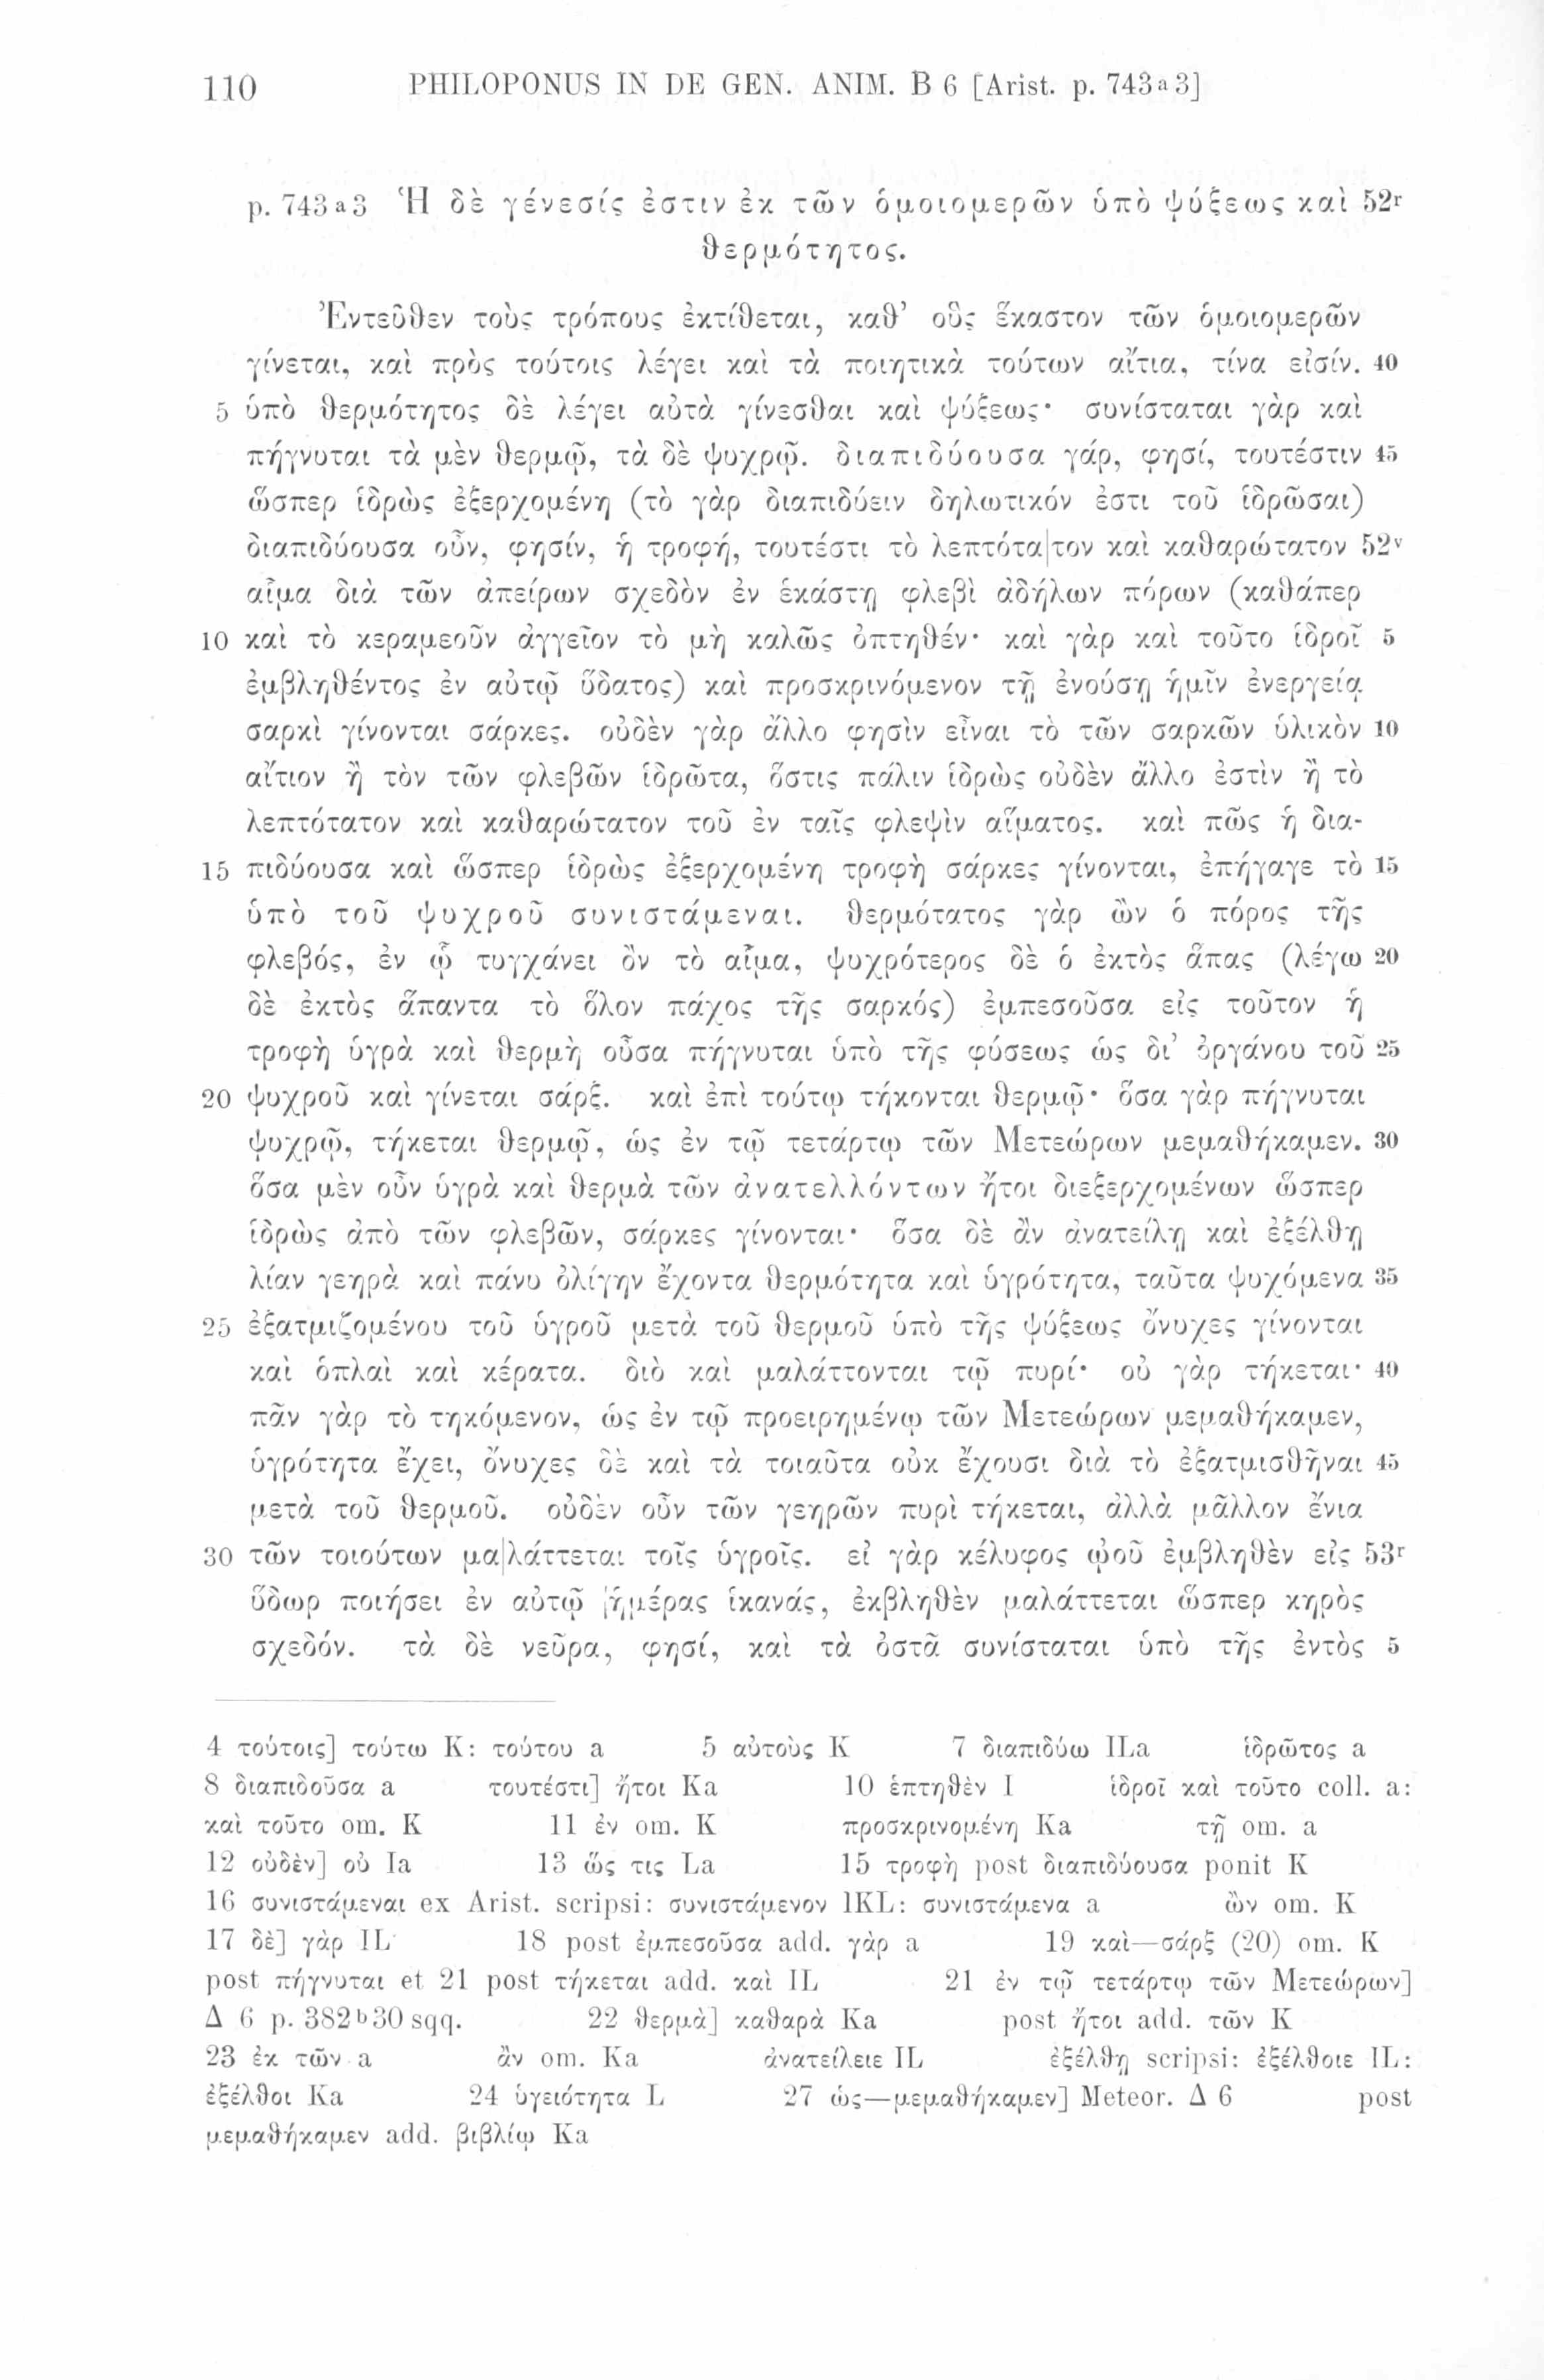 110 PHILOPONUS IN DE GEN. ANIM. B 6 [Arist. p. 743a3]
p. 743a3 Ἡ δὲ γένεσίς ἐστιν ἐκ τῶν ὁμοιομερῶν ὑπὸ ψύξεως καὶ 52r
θερμότητος.
Ἐντεῦθεν τοὺς τρόπους ἐκτίθεται, καθ’ οὓς ἕκαστον τῶν ὁμοιομερῶν
γίνεται, καὶ πρὸς τούτοις λέγει καὶ τὰ ποιητικὰ τούτων αἴτια, τίνα εἰσίν. 40
5 ὑπὸ θερμότητος δὲ λέγει αὐτὰ γίνεσθαι καὶ ψύξεως· συνίσταται γὰρ καὶ
πήγνυται τὰ μὲν θερμῷ, τὰ δὲ ψυχρῷ. διαπιδύουσα γάρ, φησί, τουτέστιν 45
ὥσπερ ἱδρὼς ἐξερχομένη (τὸ γὰρ διαπιδύειν δηλωτικόν ἐστι τοῦ ἱδρῶσαι)
διαπιδύουσα οὖν, φησίν, ἡ τροφή, τουτέστι τὸ λεπτότα|τον καὶ καθαρώτατον 52v
αἷμα διὰ τῶν ἀπείρων σχεδὸν ἐν ἑκάστῃ φλεβὶ ἀδήλων πόρων (καθάπερ
10 καὶ τὸ κεραμεοῦν ἀγγεῖον τὸ μὴ καλῶς ὀπτηθέν· καὶ γὰρ καὶ τοῦτο ἱδροῖ 5
ἐμβληθέντος ἐν αὐτῷ ὕδατος) καὶ προσκρινόμενον τῇ ἐνούσῃ ἡμῖν ἐνεργείᾳ
σαρκὶ γίνονται σάρκες. οὐδὲν γὰρ ἄλλο φησὶν εἶναι τὸ τῶν σαρκῶν ὑλικὸν 10
αἴτιον ἢ τὸν τῶν φλεβῶν ἱδρῶτα, ὅστις πάλιν ἱδρὼς οὐδὲν ἄλλο ἐστὶν ἢ τὸ
λεπτότατον καὶ καθαρώτατον τοῦ ἐν ταῖς φλεψὶν αἵματος. καὶ πῶς ἡ δια-
15 πιδύουσα καὶ ὥσπερ ἱδρὼς ἐξερχομένη τροφὴ σάρκες γίνονται, ἐπήγαγε τὸ 15
ὑπὸ τοῦ ψυχροῦ συνιστάμεναι. θερμότατος γὰρ ὢν ὁ πόρος τῆς
φλεβός, ἐν ᾧ τυγχάνει ὂν τὸ αἷμα, ψυχρότερος δὲ ὁ ἐκτὸς ἅπας (λέγω 20
δὲ ἐκτὸς ἅπαντα τὸ ὅλον πάχος τῆς σαρκός) ἐμπεσοῦσα εἰς τοῦτον ἡ
τροφὴ ὑγρὰ καὶ θερμὴ οὖσα πήγνυται ὑπὸ τῆς φύσεως ὡς δι’ ὀργάνου τοῦ 25
20 ψυχροῦ καὶ γίνεται σάρξ. καὶ ἐπὶ τούτῳ τήκονται θερμῷ· ὅσα γὰρ πήγνυται
ψυχρῷ, τήκεται θερμῷ, ὡς ἐν τῷ τετάρτῳ τῶν Μετεώρων μεμαθήκαμεν. 30
ὅσα μὲν οὖν ὑγρὰ καὶ θερμὰ τῶν ἀνατελλόντων ἤτοι διεξερχομένων ὥσπερ
ἱδρὼς ἀπὸ τῶν φλεβῶν, σάρκες γίνονται· ὅσα δὲ ἂν ἀνατείλῃ καὶ ἐξέλθῃ
λίαν γεηρὰ καὶ πάνυ ὀλίγην ἔχοντα θερμότητα καὶ ὑγρότητα, ταῦτα ψυχόμενα 35
25 ἐξατμιζομένου τοῦ ὑγροῦ μετὰ τοῦ θερμοῦ ὑπὸ τῆς ψύξεως ὄνυχες γίνονται
καὶ ὁπλαὶ καὶ κέρατα. διὸ καὶ μαλάττονται τῷ πυρί· οὐ γὰρ τήκεται· 40
πᾶν γὰρ τὸ τηκόμενον, ὡς ἐν τῷ προειρημένῳ τῶν Μετεώρων μεμαθήκαμεν,
ὑγρότητα ἔχει, ὄνυχες δὲ καὶ τὰ τοιαῦτα οὐκ ἔχουσι διὰ τὸ ἐξατμισθῆναι 45
μετὰ τοῦ θερμοῦ. οὐδὲν οὖν τῶν γεηρῶν πυρὶ τήκεται, ἀλλὰ μᾶλλον ἔνια
30 τῶν τοιούτων μα|λάττεται τοῖς ὑγροῖς. εἰ γὰρ κέλυφος ᾠοῦ ἐμβληθὲν εἰς 53r
ὕδωρ ποιήσει ἐν αὐτῷ ἡμέρας ἱκανάς, ἐκβληθὲν μαλάττεται ὥσπερ κηρὸς
σχεδόν. τὰ δὲ νεῦρα, φησί, καὶ τὰ ὀστᾶ συνίσταται ὑπὸ τῆς ἐντὸς 5
4 τούτοις] τούτω K: τούτου a 5 αὐτοὺς K 7 διαπιδύω ILa ἱδρῶτος a
8 διαπιδοῦσα a τουτέστι] ἤτοι Ka 10 ἑπτηθὲν I ἱδροῖ καὶ τοῦτο coll. a:
καὶ τοῦτο om. K 11 ἐν om. K προσκρινομένη Ka τῇ om. a
12 οὐδὲν] οὐ Ia 13 ὥς τις La 15 τροφὴ post διαπιδύουσα ponit K
16 συνιστάμεναι ex Arist. scripsi: συνιστάμενον IKL: συνιστάμενα a ὢν om. K
17 δὲ] γὰρ IL 18 post ἐμπεσοῦσα add. γὰρ a 19 καὶ—σάρξ (20) om. K
post πήγνυται et 21 post τήκεται add. καὶ IL 21 ἐν τῷ τετάρτῳ τῶν Μετεώρων]
Δ 6 p. 382b30 sqq. 22 θερμὰ] καθαρὰ Ka post ἤτοι add. τῶν K
23 ἐκ τῶν a ἂν om. Ka ἀνατείλειε IL ἐξέλθῃ scripsi: ἐξέλθοιε IL:
ἐξέλθοι Ka 24 ὑγειότητα L 27 ὡς—μεμαθήκαμεν] Meteor. Δ 6 post
μεμαθήκαμεν add. βιβλίῳ Ka